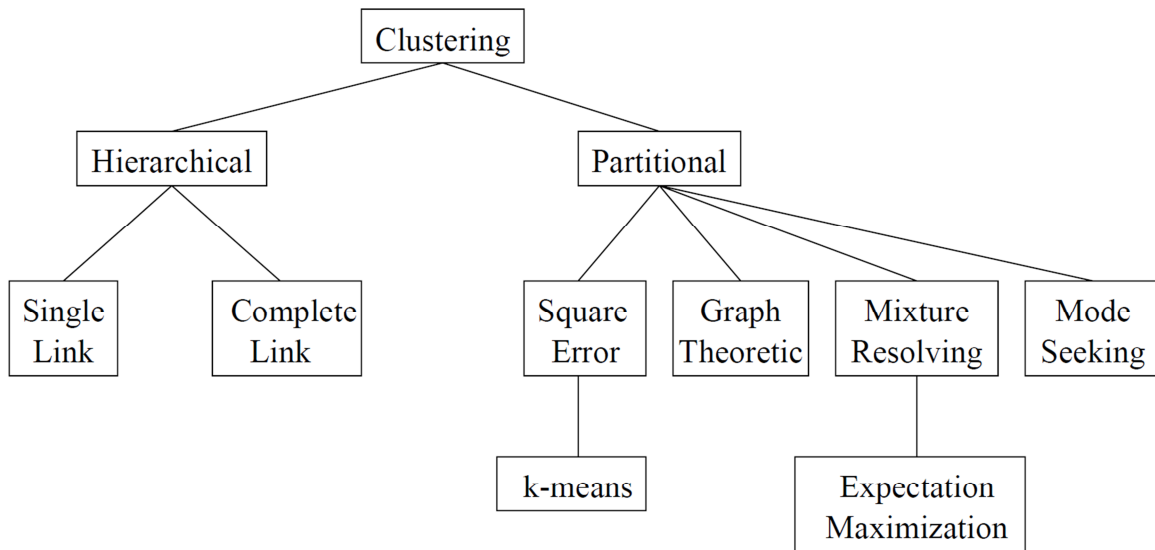 Clustering
Hierarchical
Partitional
Single
Link
Complete
Link
Square
Error
Graph
Theoretic
Mixture
Resolving
Mode
Seeking
k-means
Expectation
Maximization